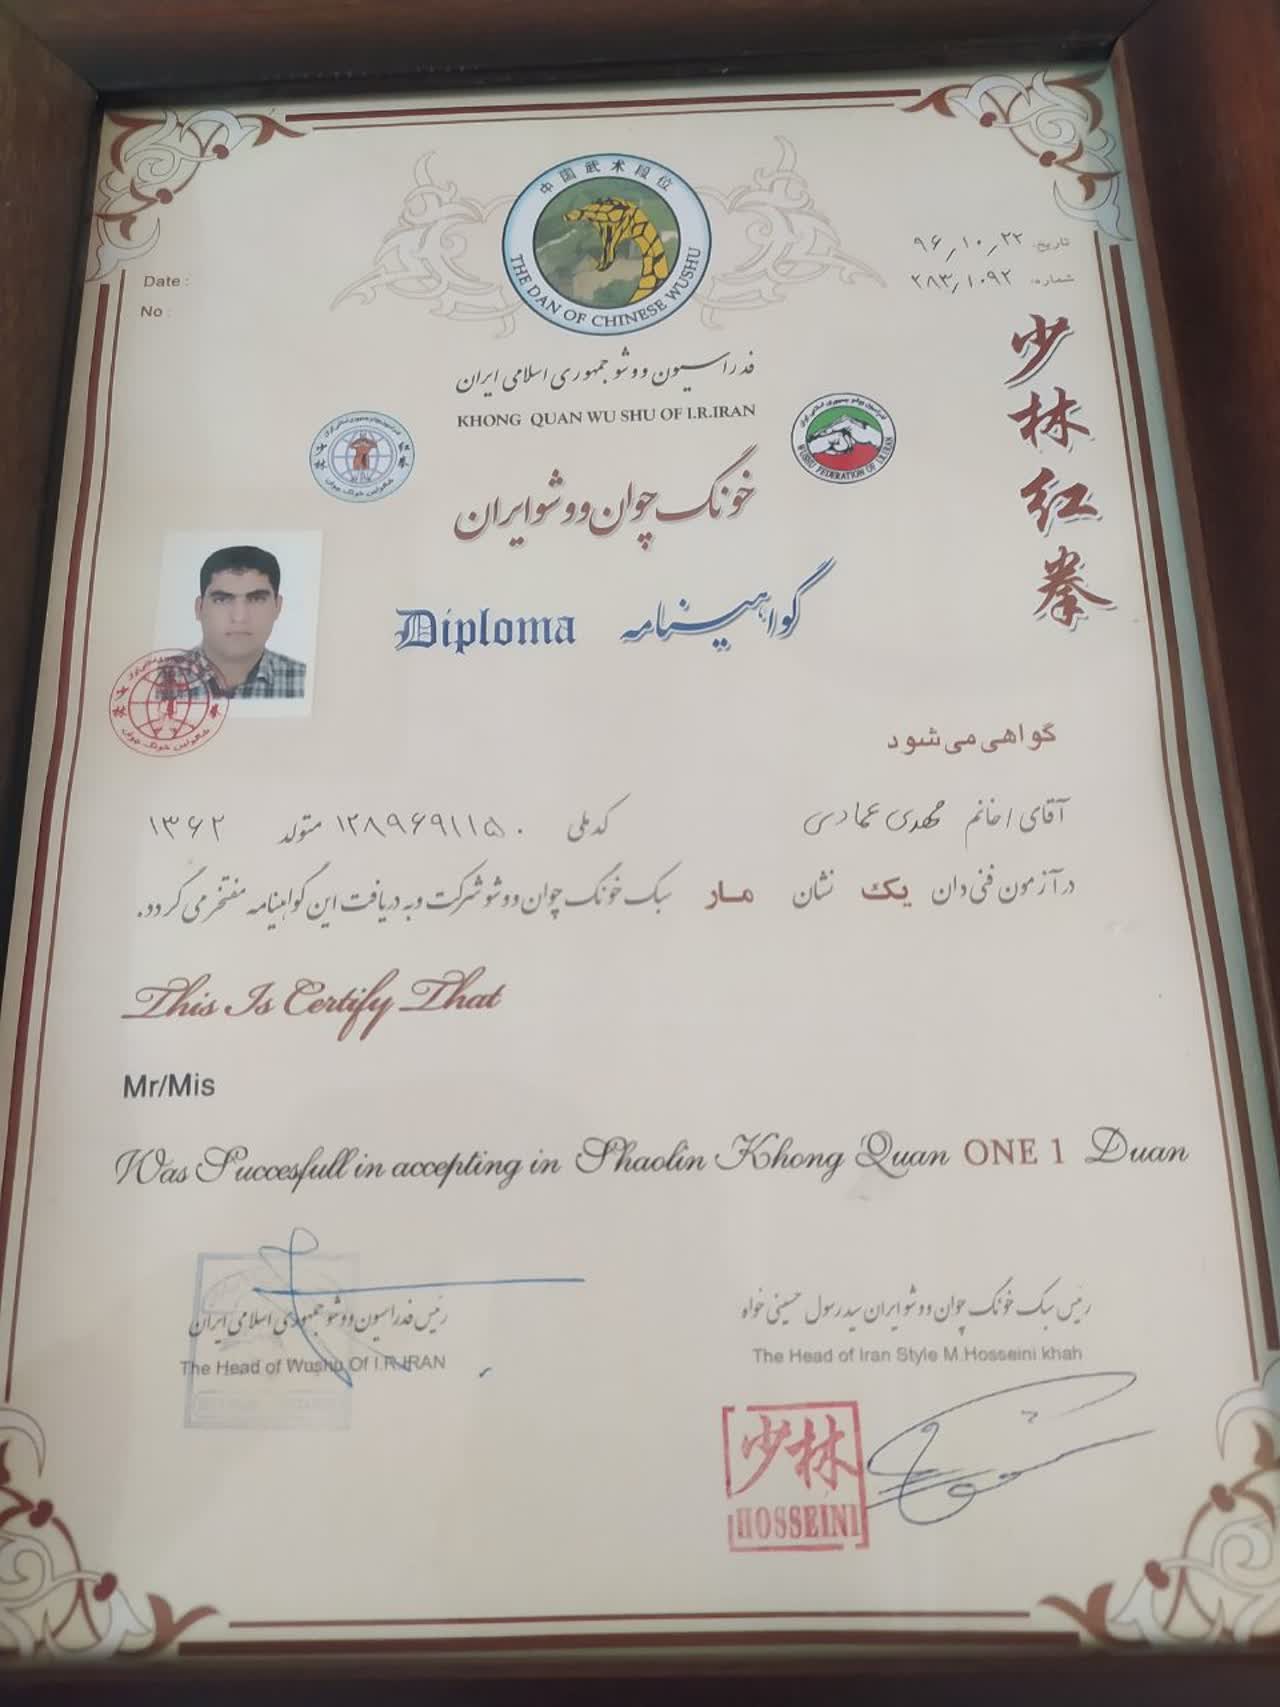 中国武术段位
THE DAN OF CHINESE WUSHU
تاریخ: ۹۶٫۱۰٫۲۲
شماره: ۲۸۳٫۱۰۹۲
Date :
No :
少林红拳
فدراسیون ووشو جمهوری اسلامی ایران
KHONG QUAN WU SHU OF I.R.IRAN
WUSHU FEDERATION OF I.R.IRAN
خونگ چوان ووشو ایران
Diploma گواهینامه
گواهی می شود
آقای / خانم مهدی عمادی کد ملی ۱۲۸۹۶۹۱۱۵۰ متولد ۱۳۶۲
در آزمون فنی دان یک نشان مار سبک خونگ چوان ووشو شرکت و به دریافت این گواهینامه مفتخر می گردد.
This Is Certify That
Mr/Mis
Was Succesfull in accepting in Shaolin Khong Quan ONE 1 Duan
رئیس سبک خونگ چوان ووشو ایران سید رسول حسینی خواه
The Head of Iran Style M.Hosseini khah
رئیس فدراسیون ووشو جمهوری اسلامی ایران
The Head of Wushu Of I.R.IRAN
少林
HOSSEINI